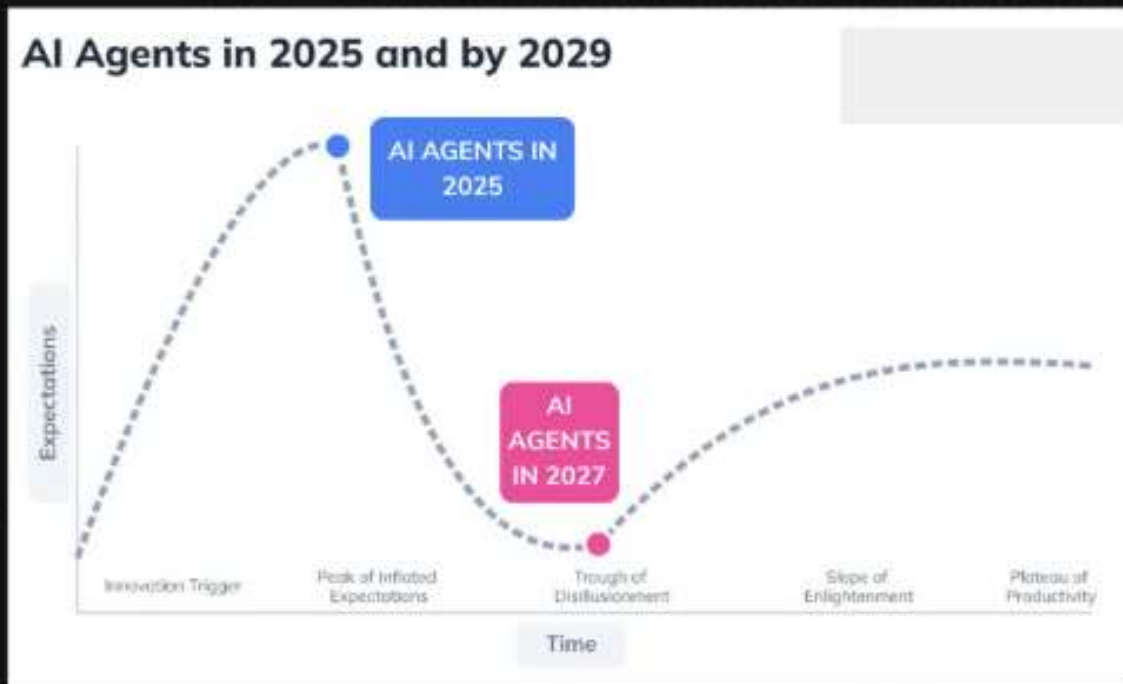 AI Agents in 2025 and by 2029
AI AGENTS IN
2025
Expectations
AI
AGENTS
IN 2027
Innovation Trigger
Peak of Inflated
Expectations
Trough of
Disillusionment
Slope of
Enlightenment
Plateau of
Productivity
Time